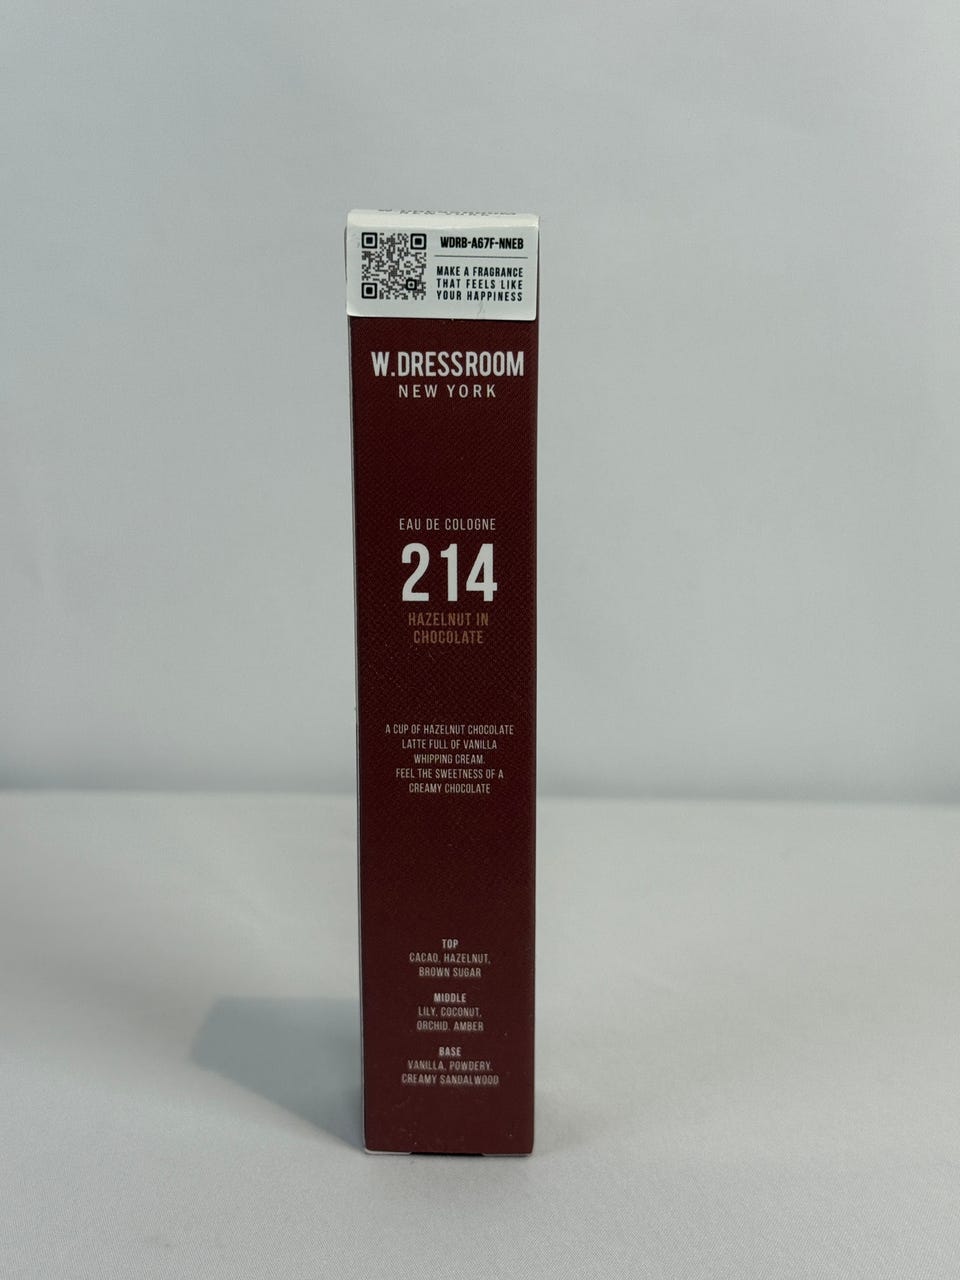 WDRB-A67F-NNEB
MAKE A FRAGRANCE
THAT FEELS LIKE
YOUR HAPPINESS
W.DRESSROOM
NEW YORK
EAU DE COLOGNE
214
HAZELNUT IN
CHOCOLATE
A CUP OF HAZELNUT CHOCOLATE
LATTE FULL OF VANILLA
WHIPPING CREAM.
FEEL THE SWEETNESS OF A
CREAMY CHOCOLATE
TOP
CACAO, HAZELNUT,
BROWN SUGAR
MIDDLE
LILY, COCONUT,
ORCHID, AMBER
BASE
VANILLA, POWDERY,
CREAMY SANDALWOOD